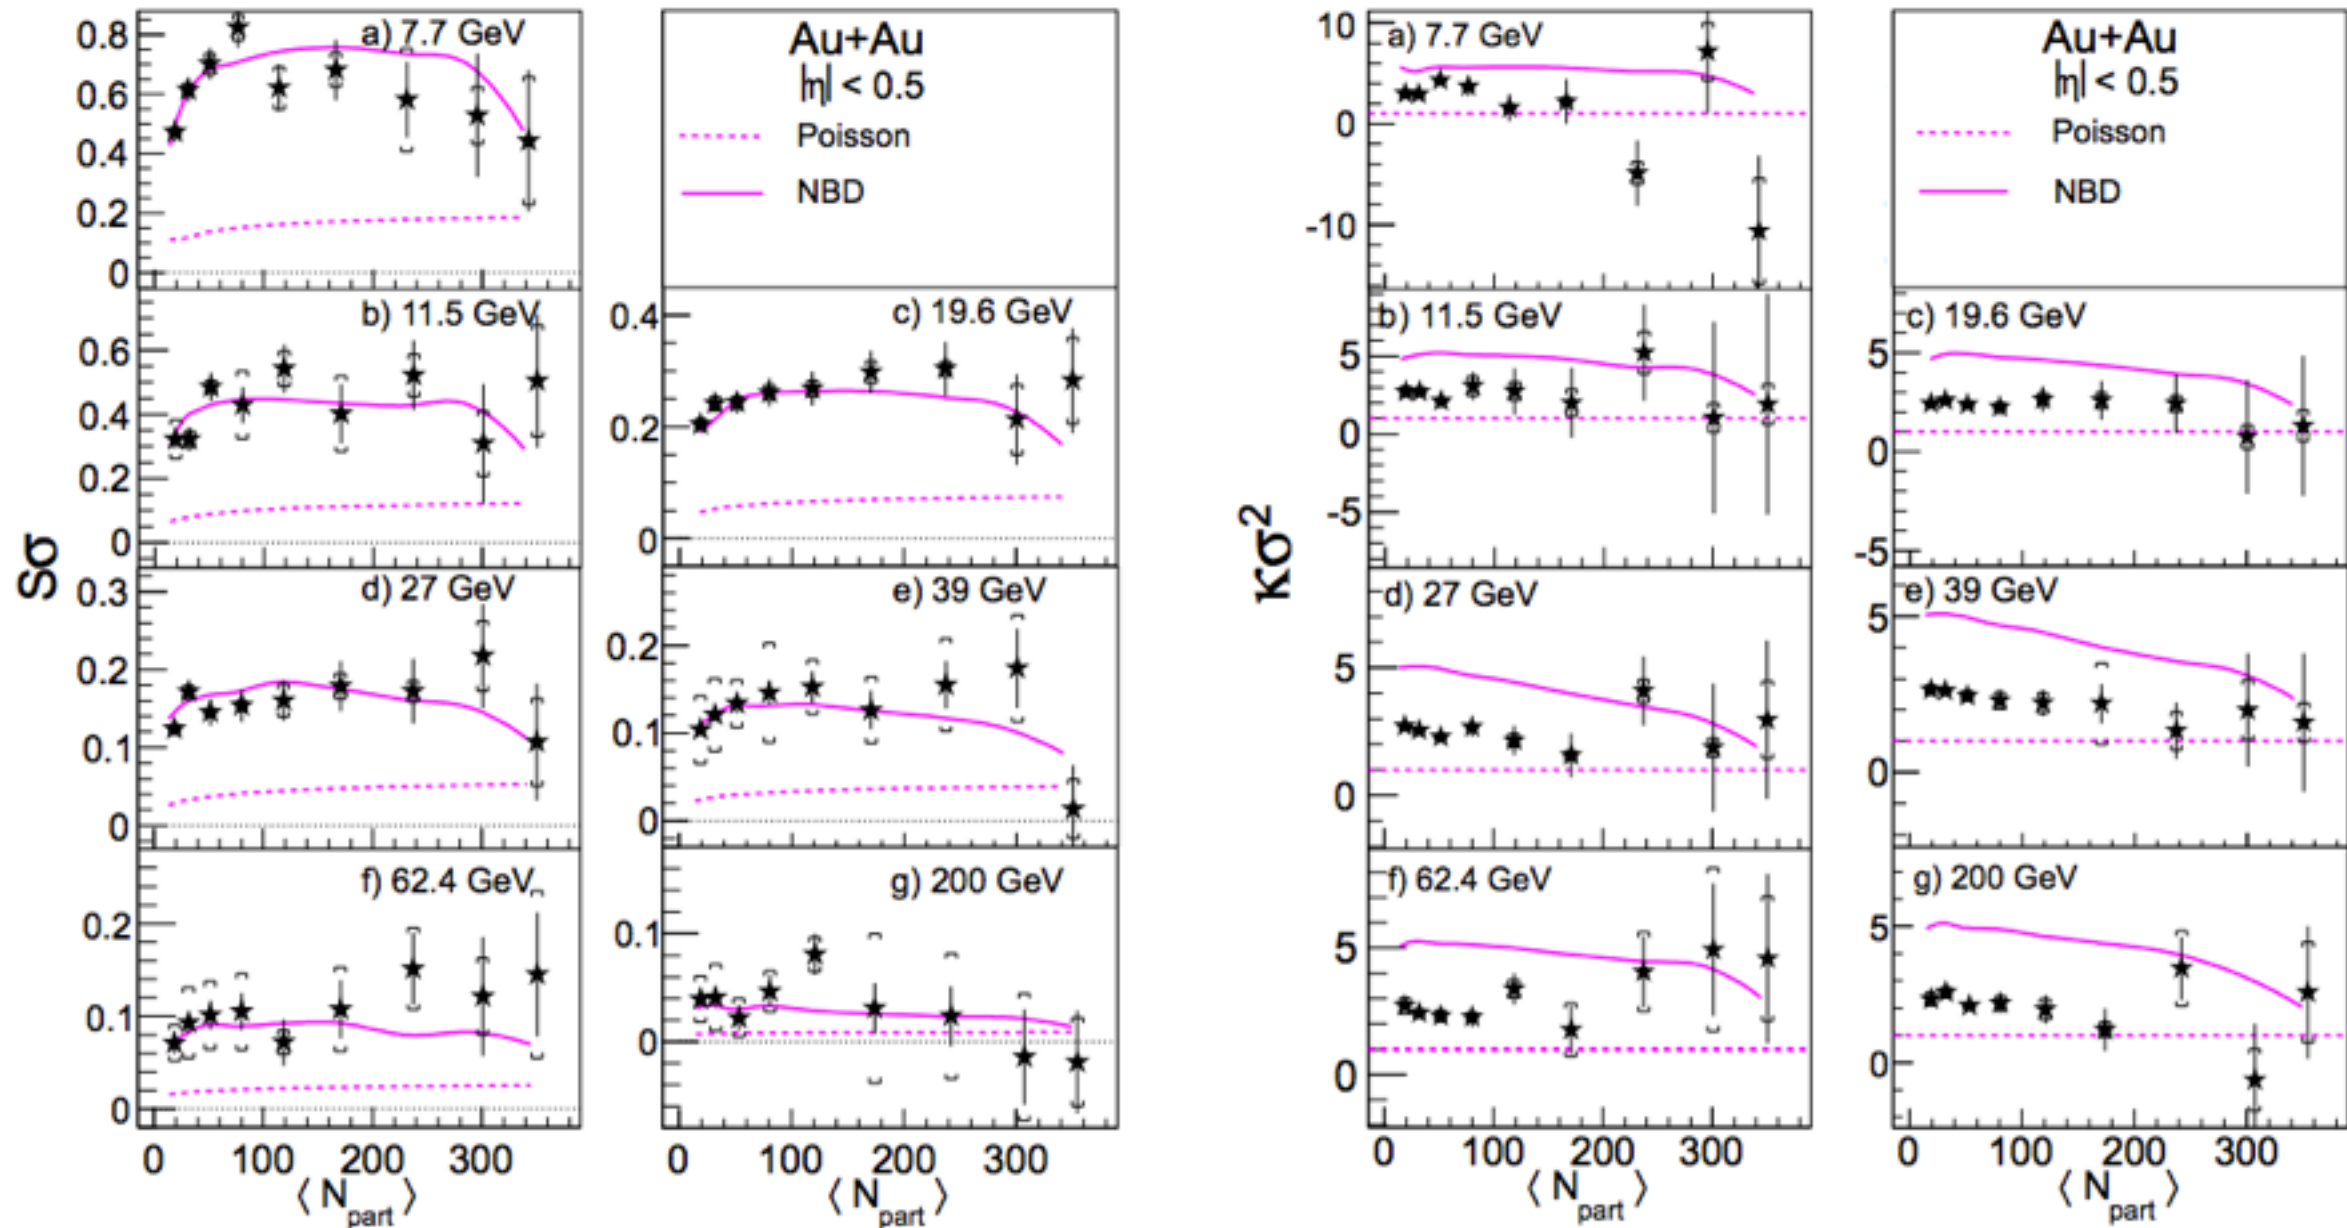 Sσ
a) 7.7 GeV
0.8
0.6
0.4
0.2
0
Au+Au
|η| < 0.5
Poisson
NBD
b) 11.5 GeV
0.6
0.4
0.2
0
c) 19.6 GeV
0.4
0.2
0
d) 27 GeV
0.3
0.2
0.1
0
e) 39 GeV
0.2
0.1
0
f) 62.4 GeV
0.2
0.1
0
g) 200 GeV
0.1
0
0 100 200 300
⟨ N_part ⟩
0 100 200 300
⟨ N_part ⟩
κσ²
a) 7.7 GeV
10
0
-10
Au+Au
|η| < 0.5
Poisson
NBD
b) 11.5 GeV
5
0
-5
c) 19.6 GeV
5
0
-5
d) 27 GeV
5
0
e) 39 GeV
5
0
f) 62.4 GeV
5
0
g) 200 GeV
5
0
0 100 200 300
⟨ N_part ⟩
0 100 200 300
⟨ N_part ⟩